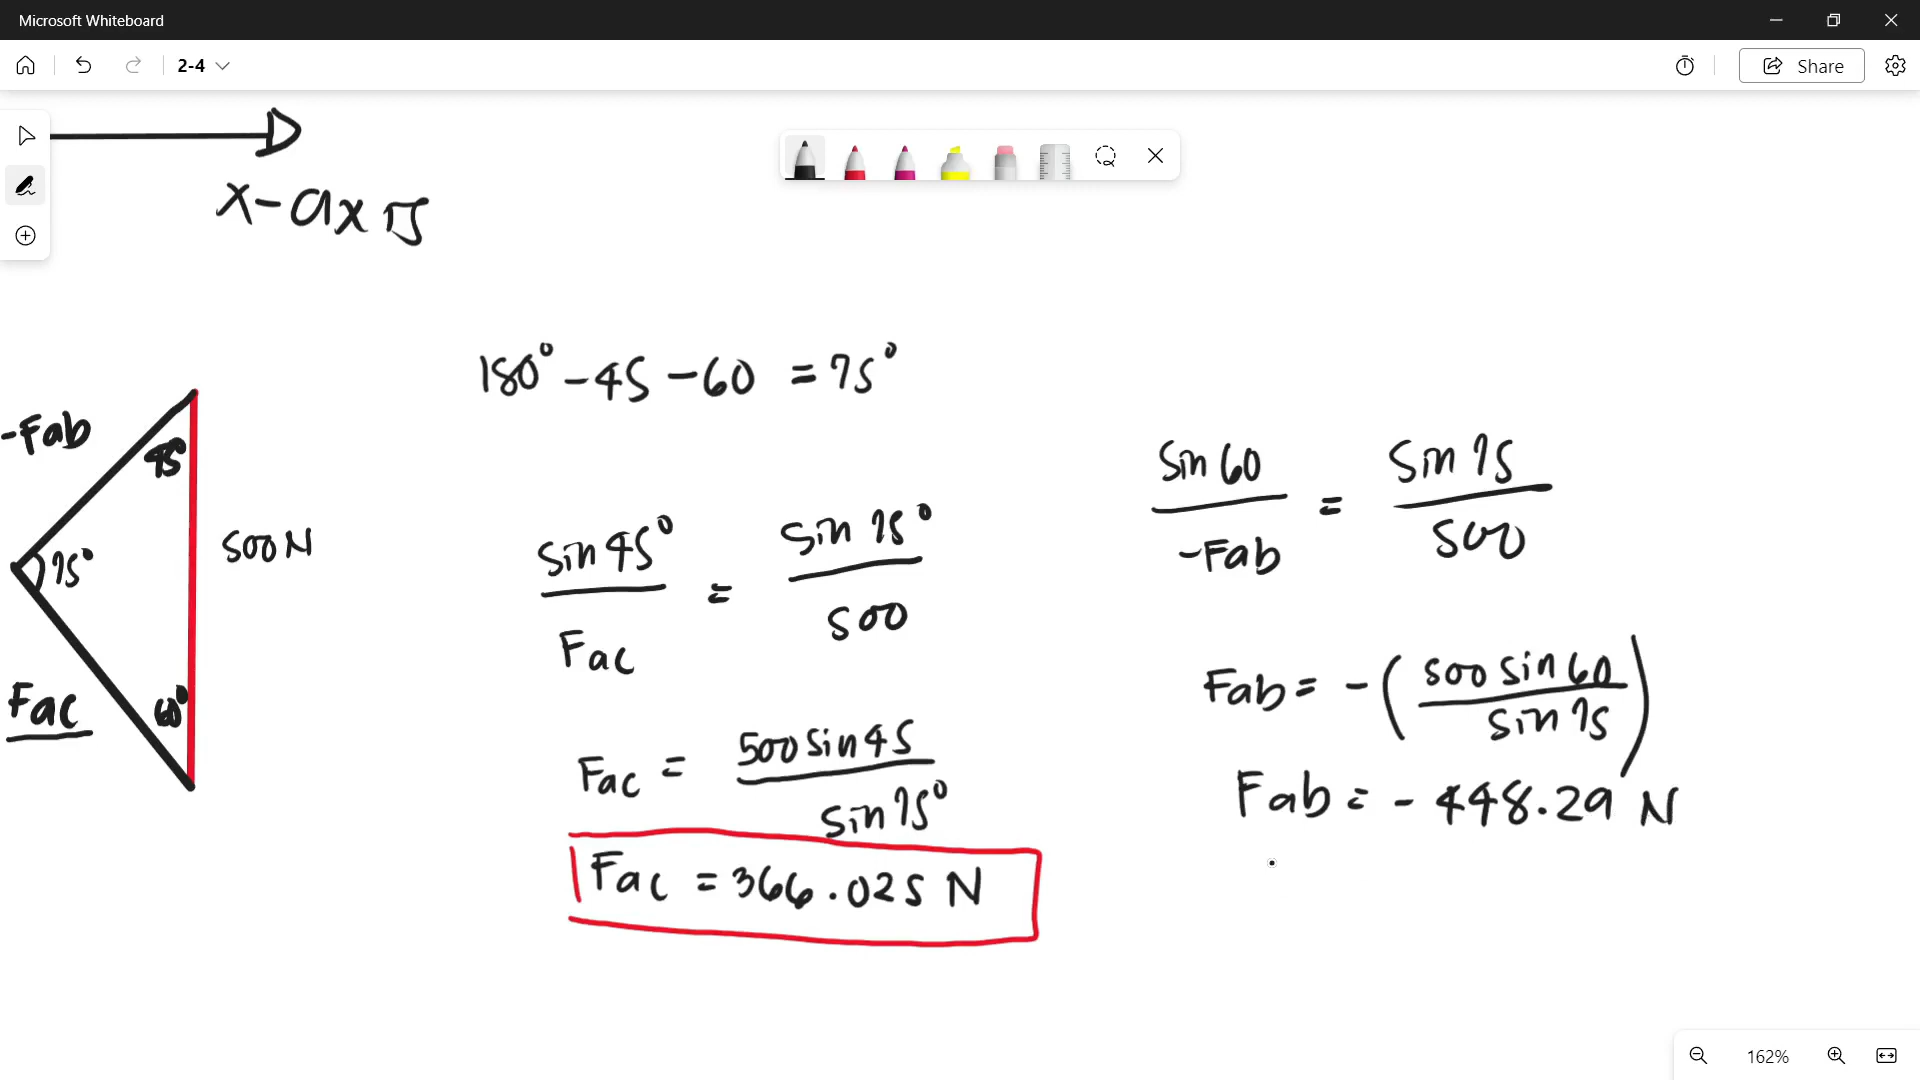 Microsoft Whiteboard
2-4
Share
x-axis
180° - 45 - 60 = 75°
-Fab
45°
75°
500 N
60°
Fac
sin 45° / Fac = sin 75° / 500
Fac = 500 sin 45 / sin 75°
Fac = 366.025 N
sin 60 / -Fab = sin 75 / 500
Fab = -(500 sin 60 / sin 75)
Fab = -448.29 N
162%